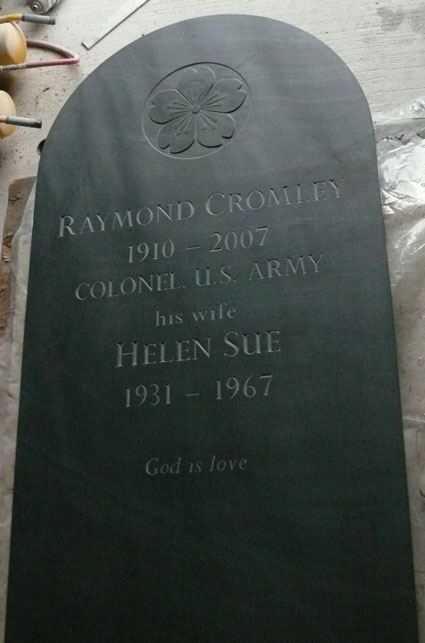 RAYMOND CROMLEY
1910 – 2007
COLONEL, U.S. ARMY
his wife
HELEN SUE
1931 – 1967
God is love